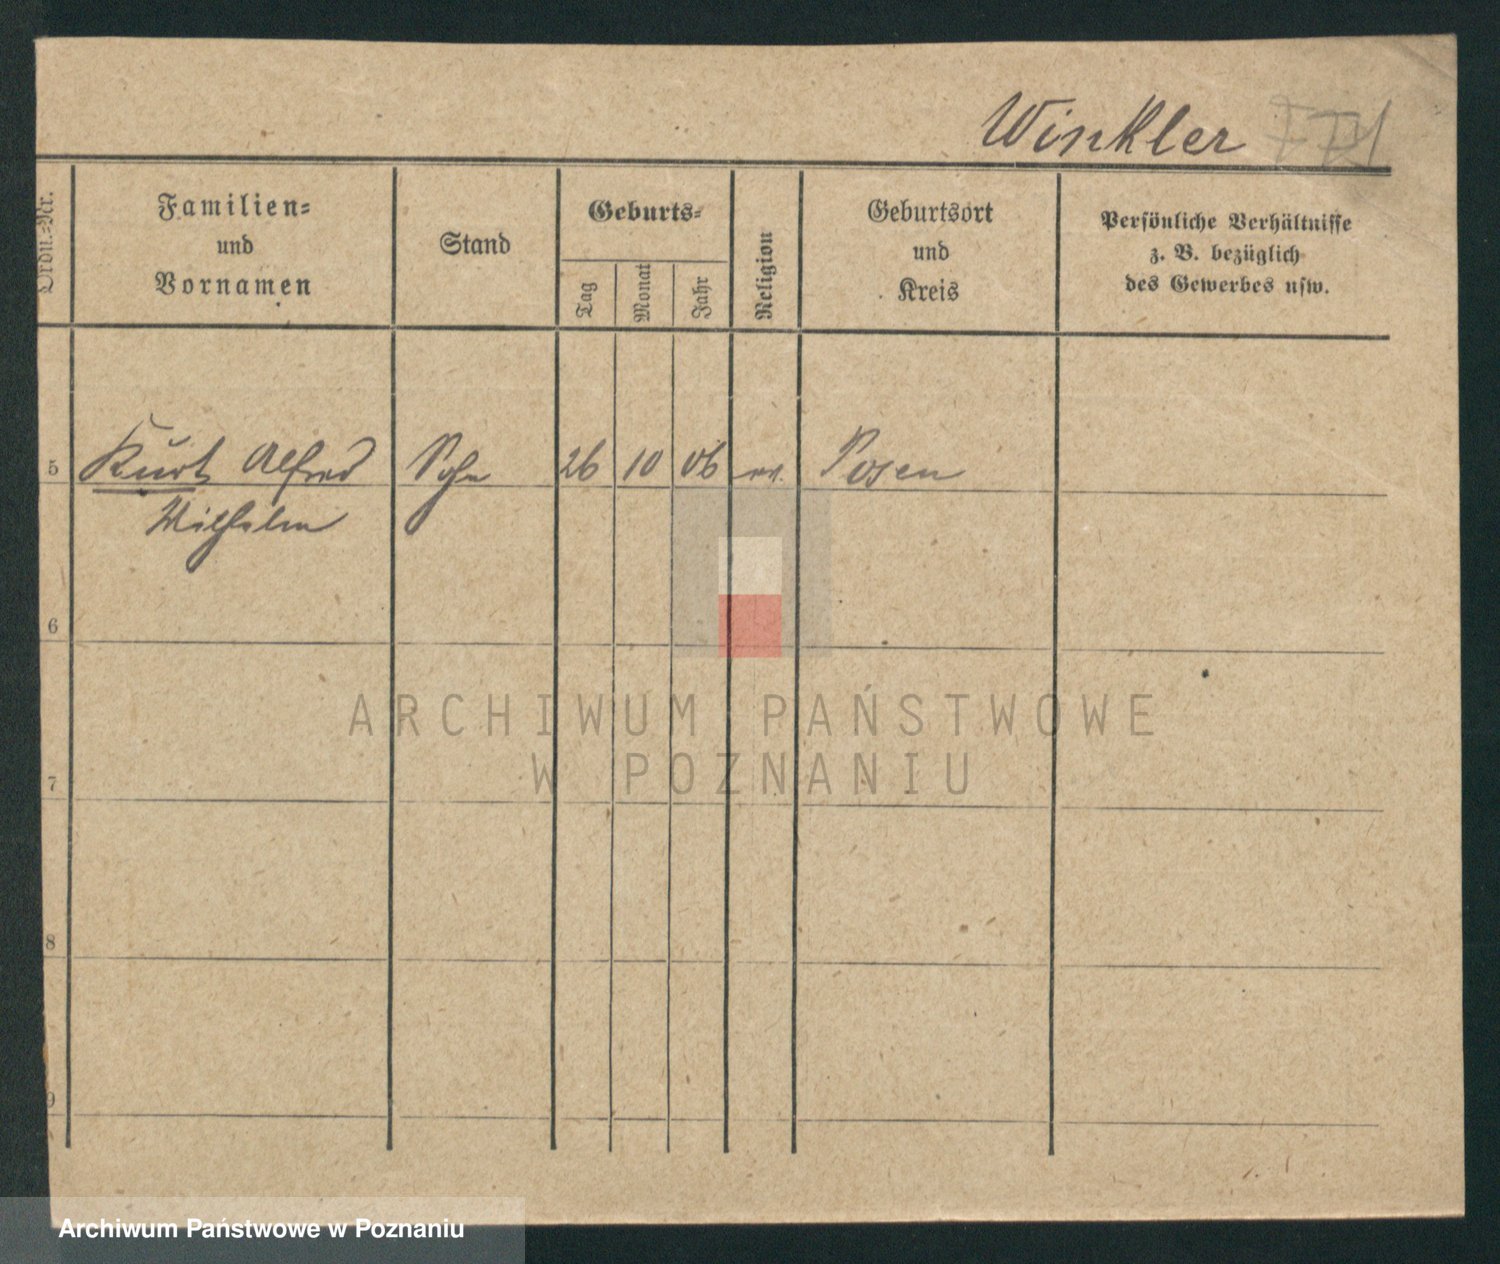 Winkler
Ordn.-Nr.
Familien-
und
Vornamen
Stand
Geburts-
Tag
Monat
Jahr
Religion
Geburtsort
und
Kreis
Persönliche Verhältnisse
z. B. bezüglich
des Gewerbes usw.
5 Kurt Alfred Sohn 26 10 06 ev. Posen
Wilhelm
6
7
8
9
ARCHIWUM PAŃSTWOWE
W POZNANIU
Archiwum Państwowe w Poznaniu